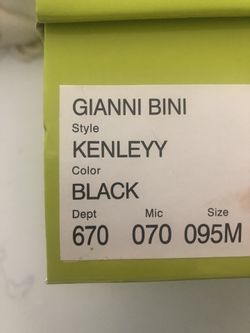 GIANNI BINI
Style
KENLEYY
Color
BLACK
Dept Mic Size
670 070 095M